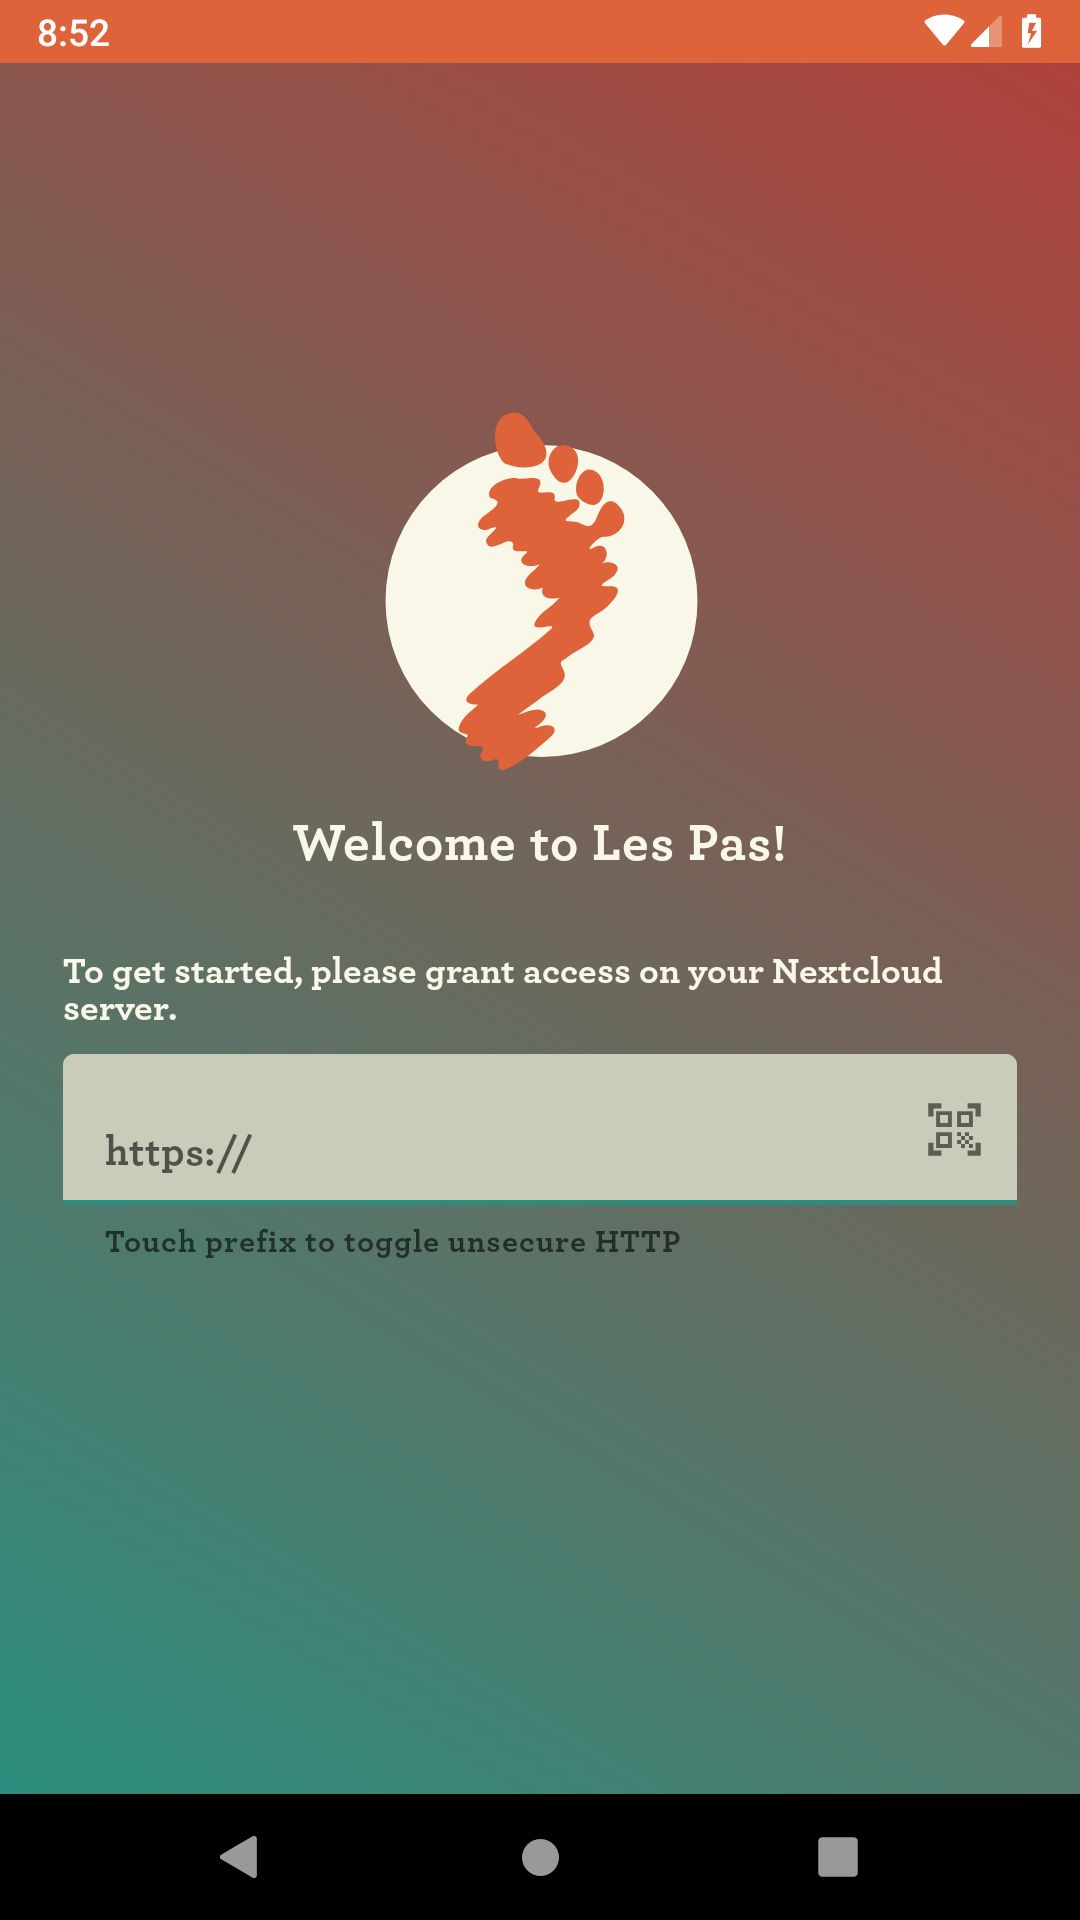 8:52
Welcome to Les Pas!
To get started, please grant access on your Nextcloud
server.
https://
Touch prefix to toggle unsecure HTTP